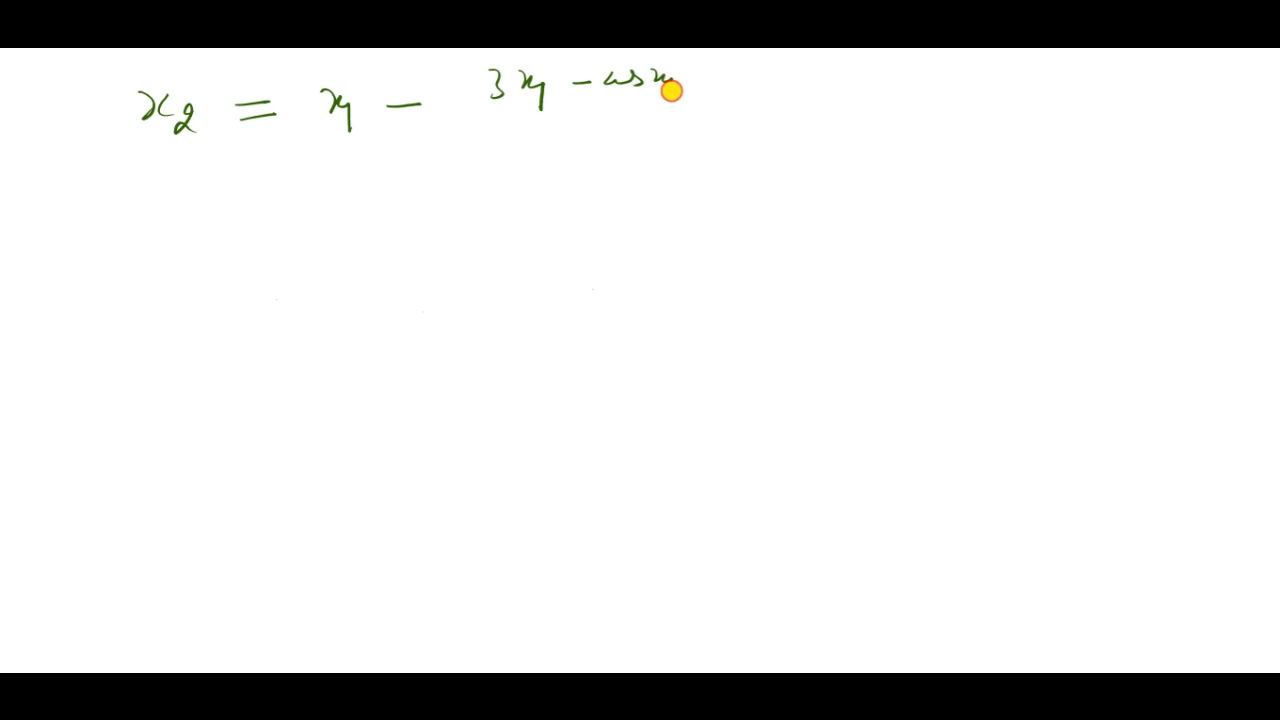 x₂ = x₁ - 3x₁ - cos x